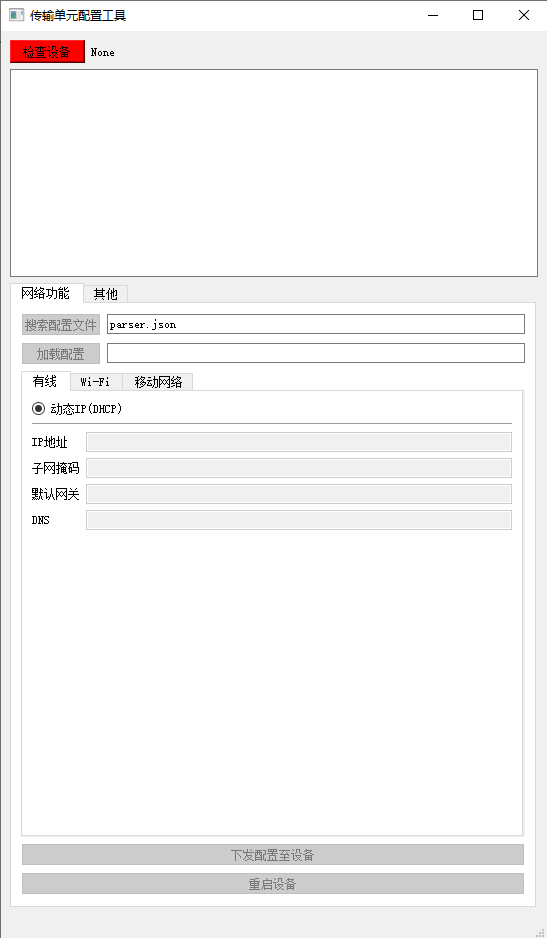 传输单元配置工具
检查设备 None
网络功能 其他
搜索配置文件 parser.json
加载配置
有线 Wi-Fi 移动网络
动态IP(DHCP)
IP地址
子网掩码
默认网关
DNS
下发配置至设备
重启设备